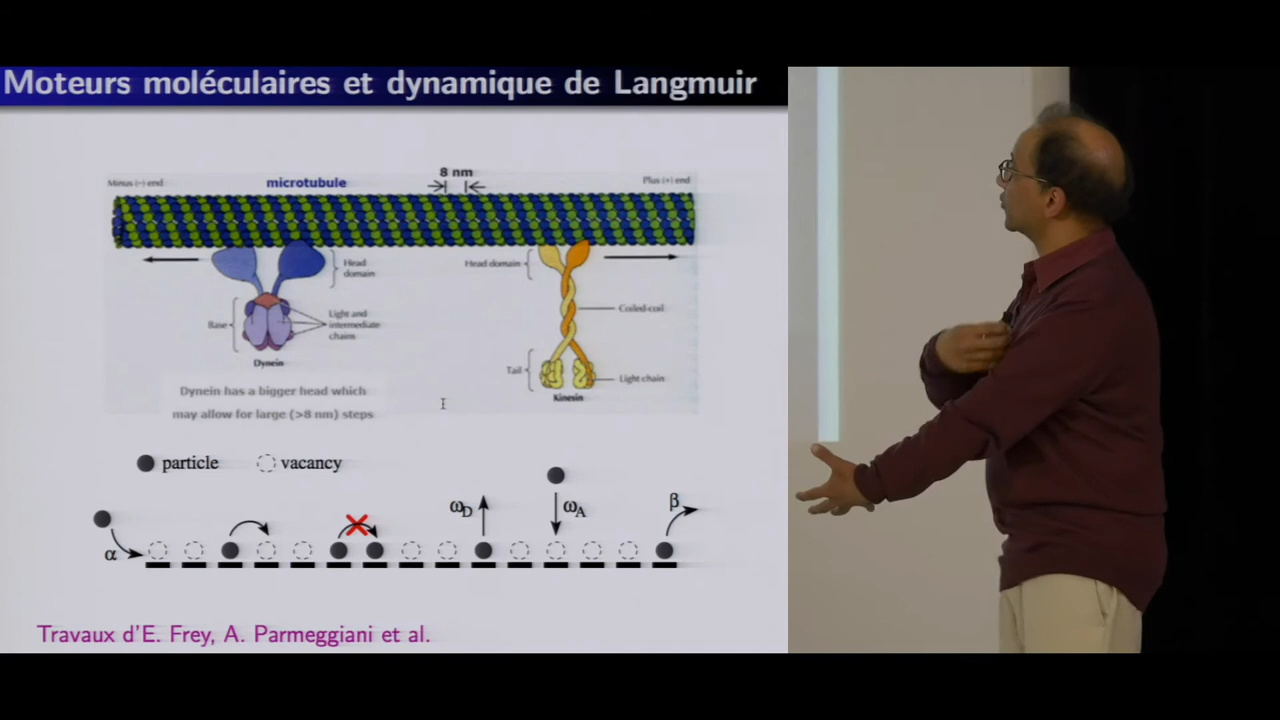 Moteurs moléculaires et dynamique de Langmuir
8 nm
Minus (-) end
microtubule
Plus (+) end
Head domain
Head domain
Coiled-coil
Base
Light and intermediate chains
Dynein
Tail
Light chain
Kinesin
Dynein has a bigger head which
may allow for large (>8 nm) steps
particle
vacancy
α
ωD
ωA
β
Travaux d'E. Frey, A. Parmeggiani et al.